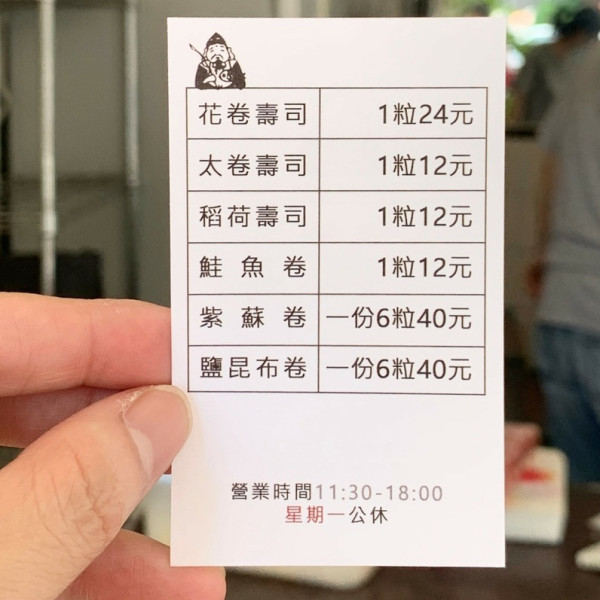 花卷壽司 1粒24元
太卷壽司 1粒12元
稻荷壽司 1粒12元
鮭魚卷 1粒12元
紫蘇卷 一份6粒40元
鹽昆布卷 一份6粒40元
營業時間11:30-18:00
星期一公休